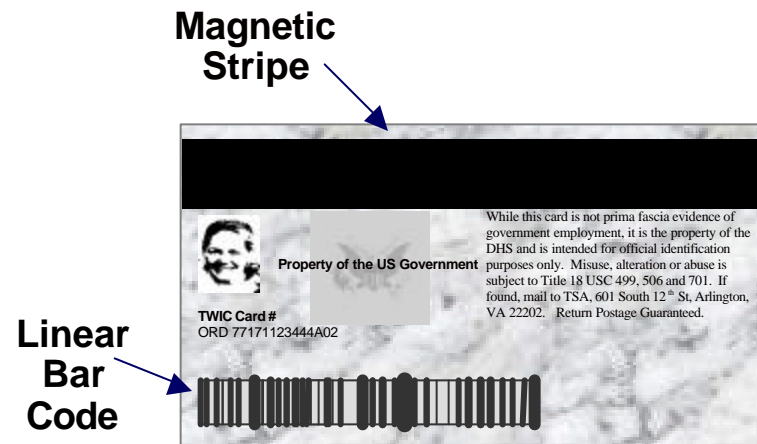 Magnetic
Stripe
While this card is not prima fascia evidence of
government employment, it is the property of the
DHS and is intended for official identification
purposes only. Misuse, alteration or abuse is
subject to Title 18 USC 499, 506 and 701. If
found, mail to TSA, 601 South 12th St, Arlington,
VA 22202. Return Postage Guaranteed.
Property of the US Government
TWIC Card #
ORD 77171123444A02
Linear
Bar
Code